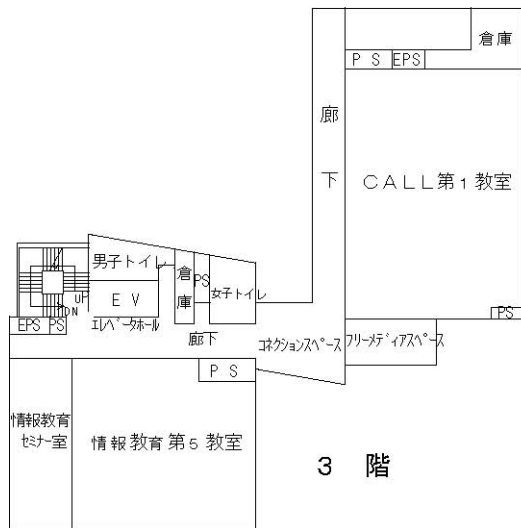 倉庫
PS
EPS
廊
下
CALL第1教室
男子トイレ
倉
庫
PS
女子トイレ
EV
UP
DN
EPS
PS
エレベータホール
廊下
コネクションスペース
フリーメディアスペース
PS
PS
情報教育
セミナー室
情報教育第5教室
3 階